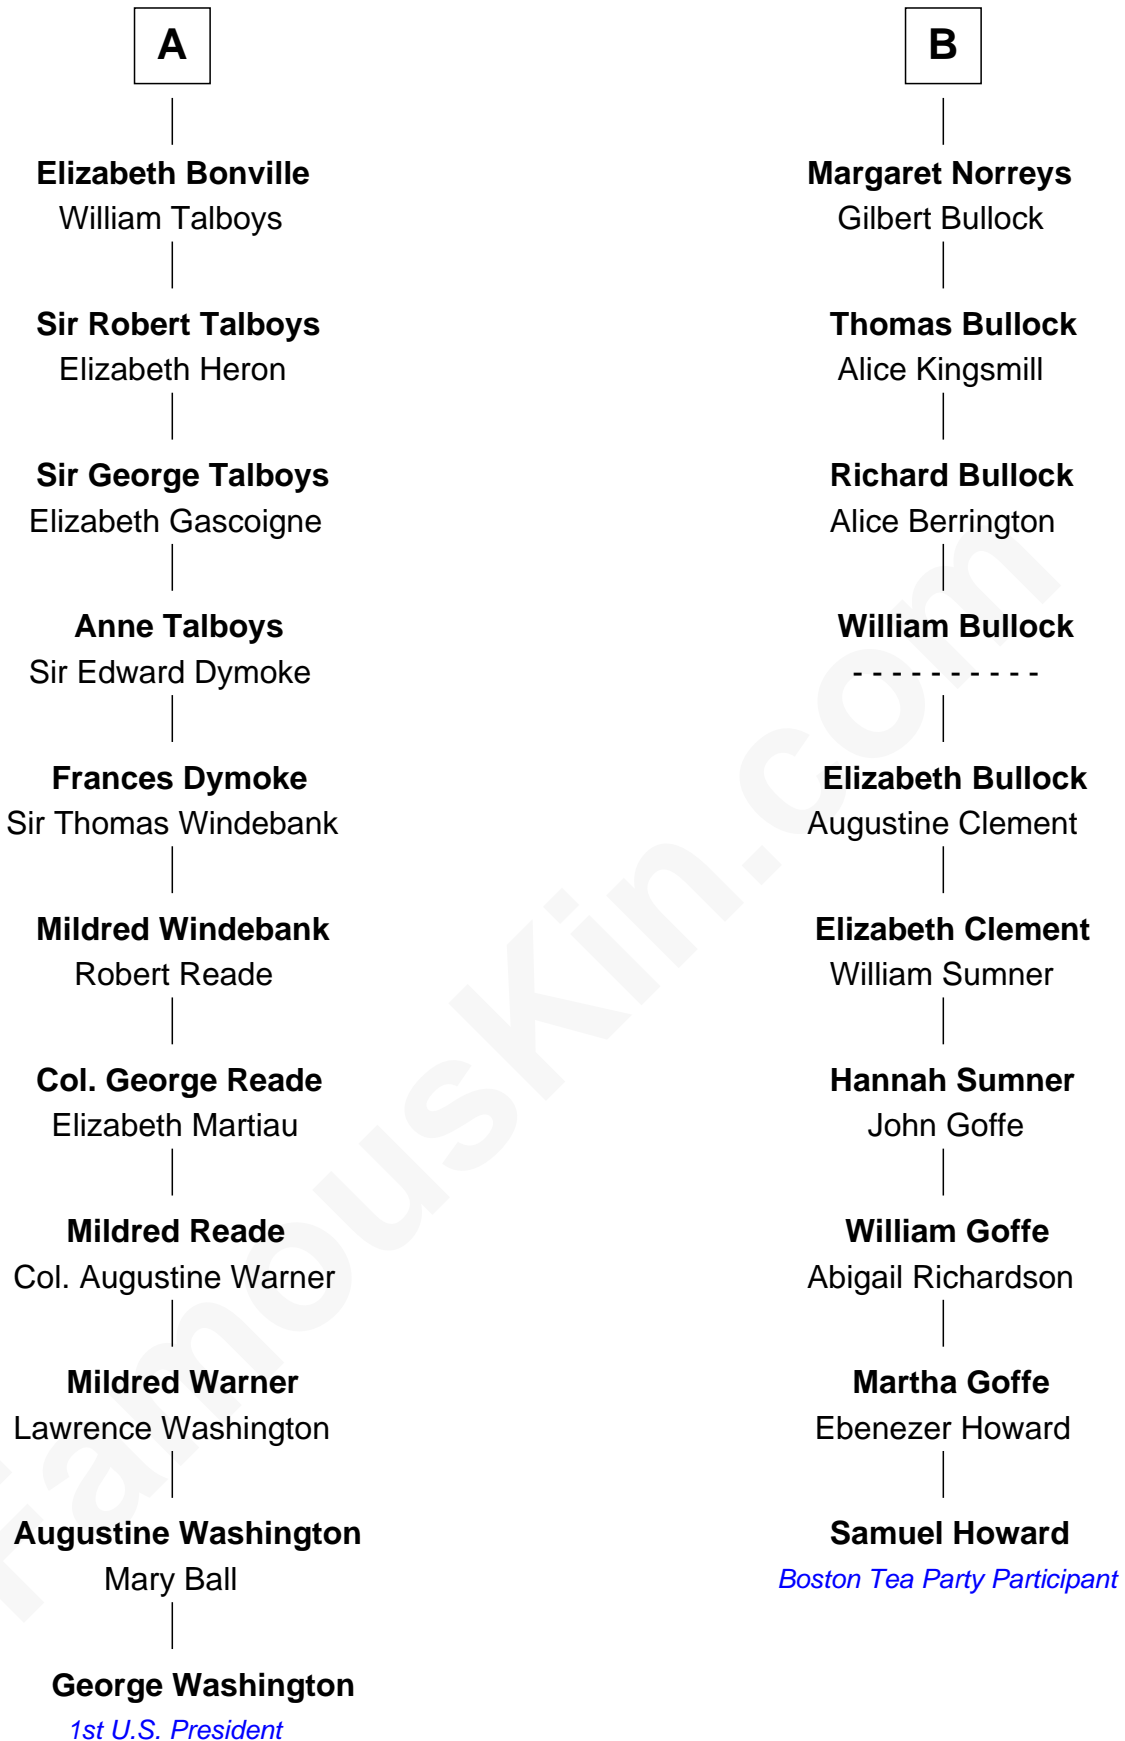 A
Elizabeth Bonville
William Talboys
Sir Robert Talboys
Elizabeth Heron
Sir George Talboys
Elizabeth Gascoigne
Anne Talboys
Sir Edward Dymoke
Frances Dymoke
Sir Thomas Windebank
Mildred Windebank
Robert Reade
Col. George Reade
Elizabeth Martiau
Mildred Reade
Col. Augustine Warner
Mildred Warner
Lawrence Washington
Augustine Washington
Mary Ball
George Washington
1st U.S. President
B
Margaret Norreys
Gilbert Bullock
Thomas Bullock
Alice Kingsmill
Richard Bullock
Alice Berrington
William Bullock
- - - - - - - - - -
Elizabeth Bullock
Augustine Clement
Elizabeth Clement
William Sumner
Hannah Sumner
John Goffe
William Goffe
Abigail Richardson
Martha Goffe
Ebenezer Howard
Samuel Howard
Boston Tea Party Participant
FamousKin.com